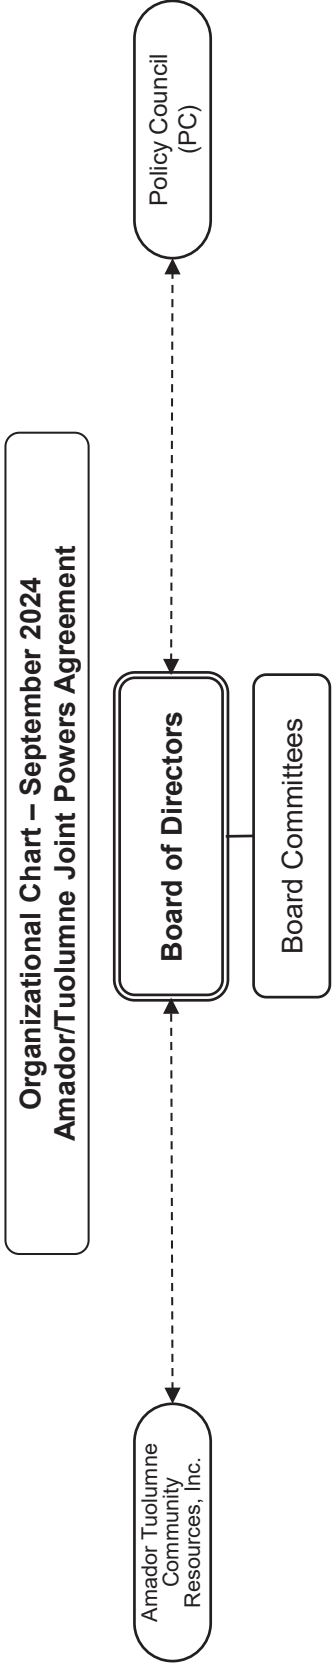 Organizational Chart – September 2024
Amador/Tuolumne Joint Powers Agreement
Amador Tuolumne
Community
Resources, Inc.
Board of Directors
Policy Council
(PC)
Board Committees